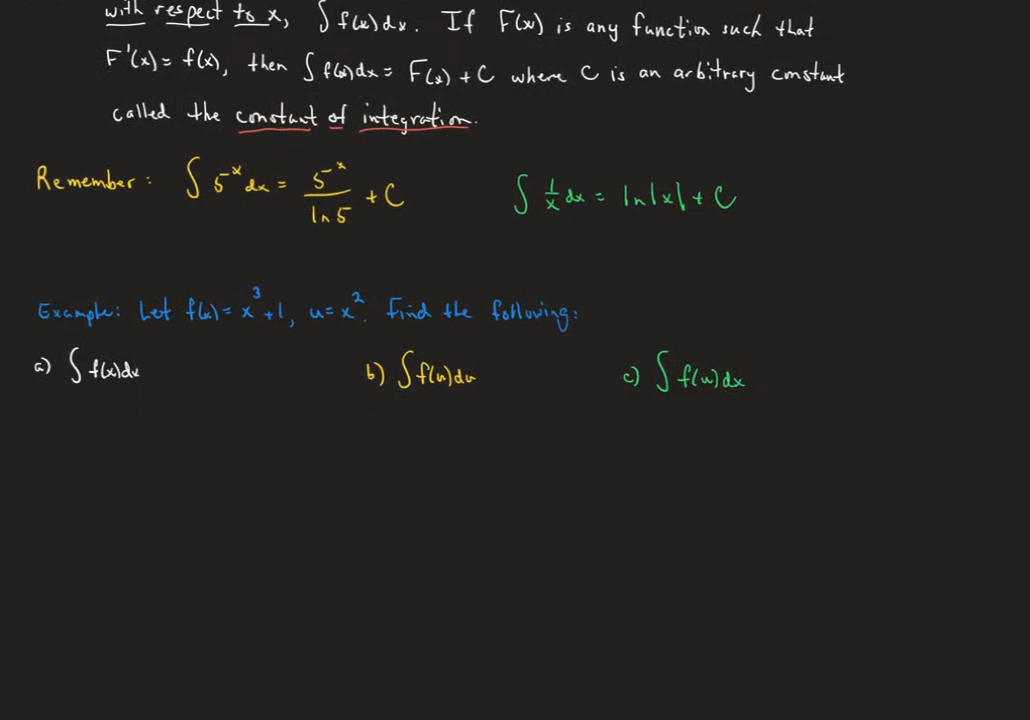 with respect to x, ∫ f(x)dx. If F(x) is any function such that
F'(x) = f(x), then ∫ f(x)dx = F(x) + C where C is an arbitrary constant
called the constant of integration.
Remember: ∫ 5^x dx = 5^x / ln 5 + C ∫ 1/x dx = ln|x| + C
Example: Let f(x) = x^3 + 1, u = x^2. Find the following:
a) ∫ f(x)dx b) ∫ f(u)du c) ∫ f(u)dx